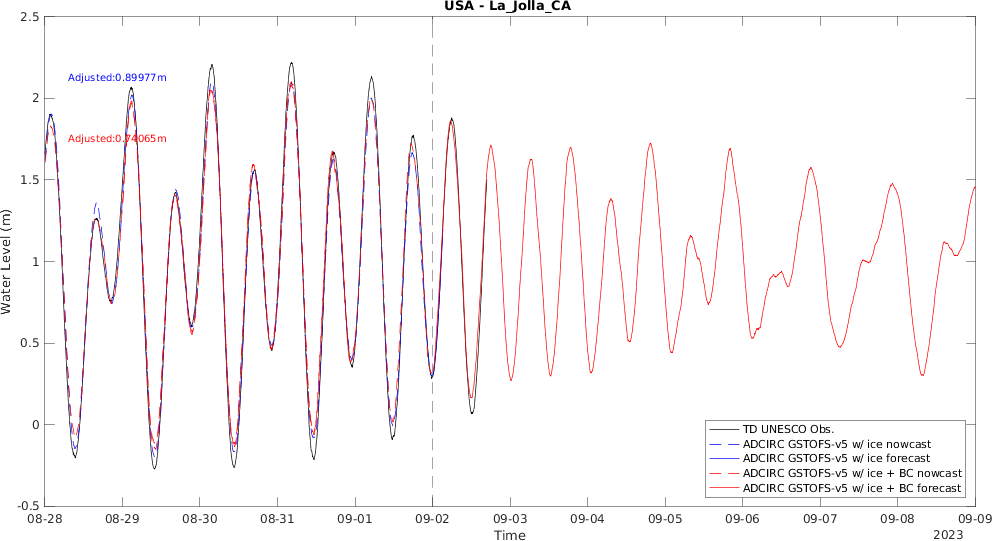 USA - La_Jolla_CA
Adjusted:0.89977m
Adjusted:0.74065m
Water Level (m)
2.5
2
1.5
1
0.5
0
-0.5
08-28
08-29
08-30
08-31
09-01
09-02
09-03
09-04
09-05
09-06
09-07
09-08
09-09
Time
2023
TD UNESCO Obs.
ADCIRC GSTOFS-v5 w/ ice nowcast
ADCIRC GSTOFS-v5 w/ ice forecast
ADCIRC GSTOFS-v5 w/ ice + BC nowcast
ADCIRC GSTOFS-v5 w/ ice + BC forecast